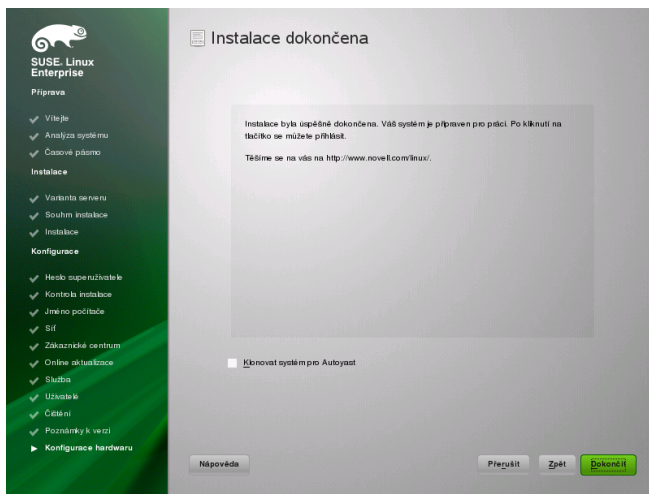 SUSE. Linux
Enterprise
Příprava
Vítejte
Analýza systému
Časové pásmo
Instalace
Varianta serveru
Souhrn instalace
Instalace
Konfigurace
Heslo superuživatele
Kontrola instalace
Jméno počítače
Síť
Zákaznické centrum
Online aktualizace
Služba
Uživatelé
Čištění
Poznámky k verzi
Konfigurace hardwaru
Instalace dokončena
Instalace byla úspěšně dokončena. Váš systém je připraven pro práci. Po kliknutí na
tlačítko se můžete přihlásit.
Těšíme se na vás na http://www.novell.com/linux/.
Klonovat systém pro Autoyast
Nápověda
Přerušit
Zpět
Dokončit